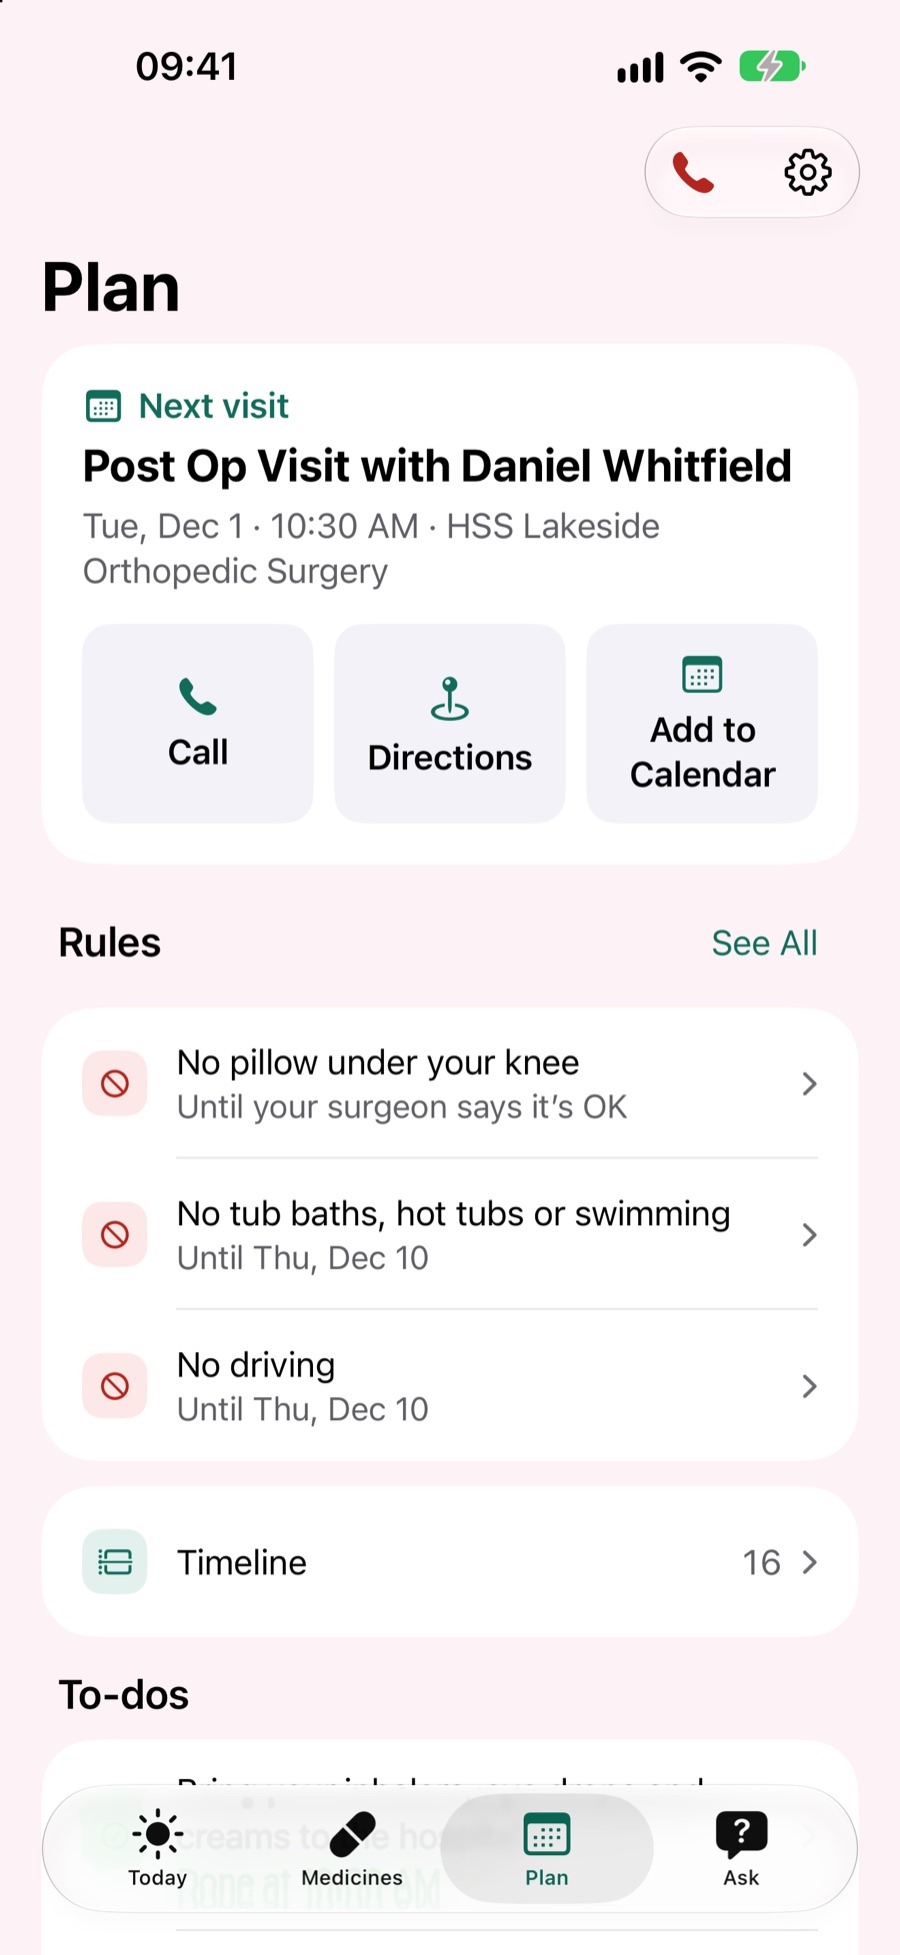 09:41
Plan
Next visit
Post Op Visit with Daniel Whitfield
Tue, Dec 1 · 10:30 AM · HSS Lakeside
Orthopedic Surgery
Call
Directions
Add to
Calendar
Rules
See All
No pillow under your knee
Until your surgeon says it’s OK
No tub baths, hot tubs or swimming
Until Thu, Dec 10
No driving
Until Thu, Dec 10
Timeline
16
To-dos
creams to
Today
Medicines
Plan
Ask